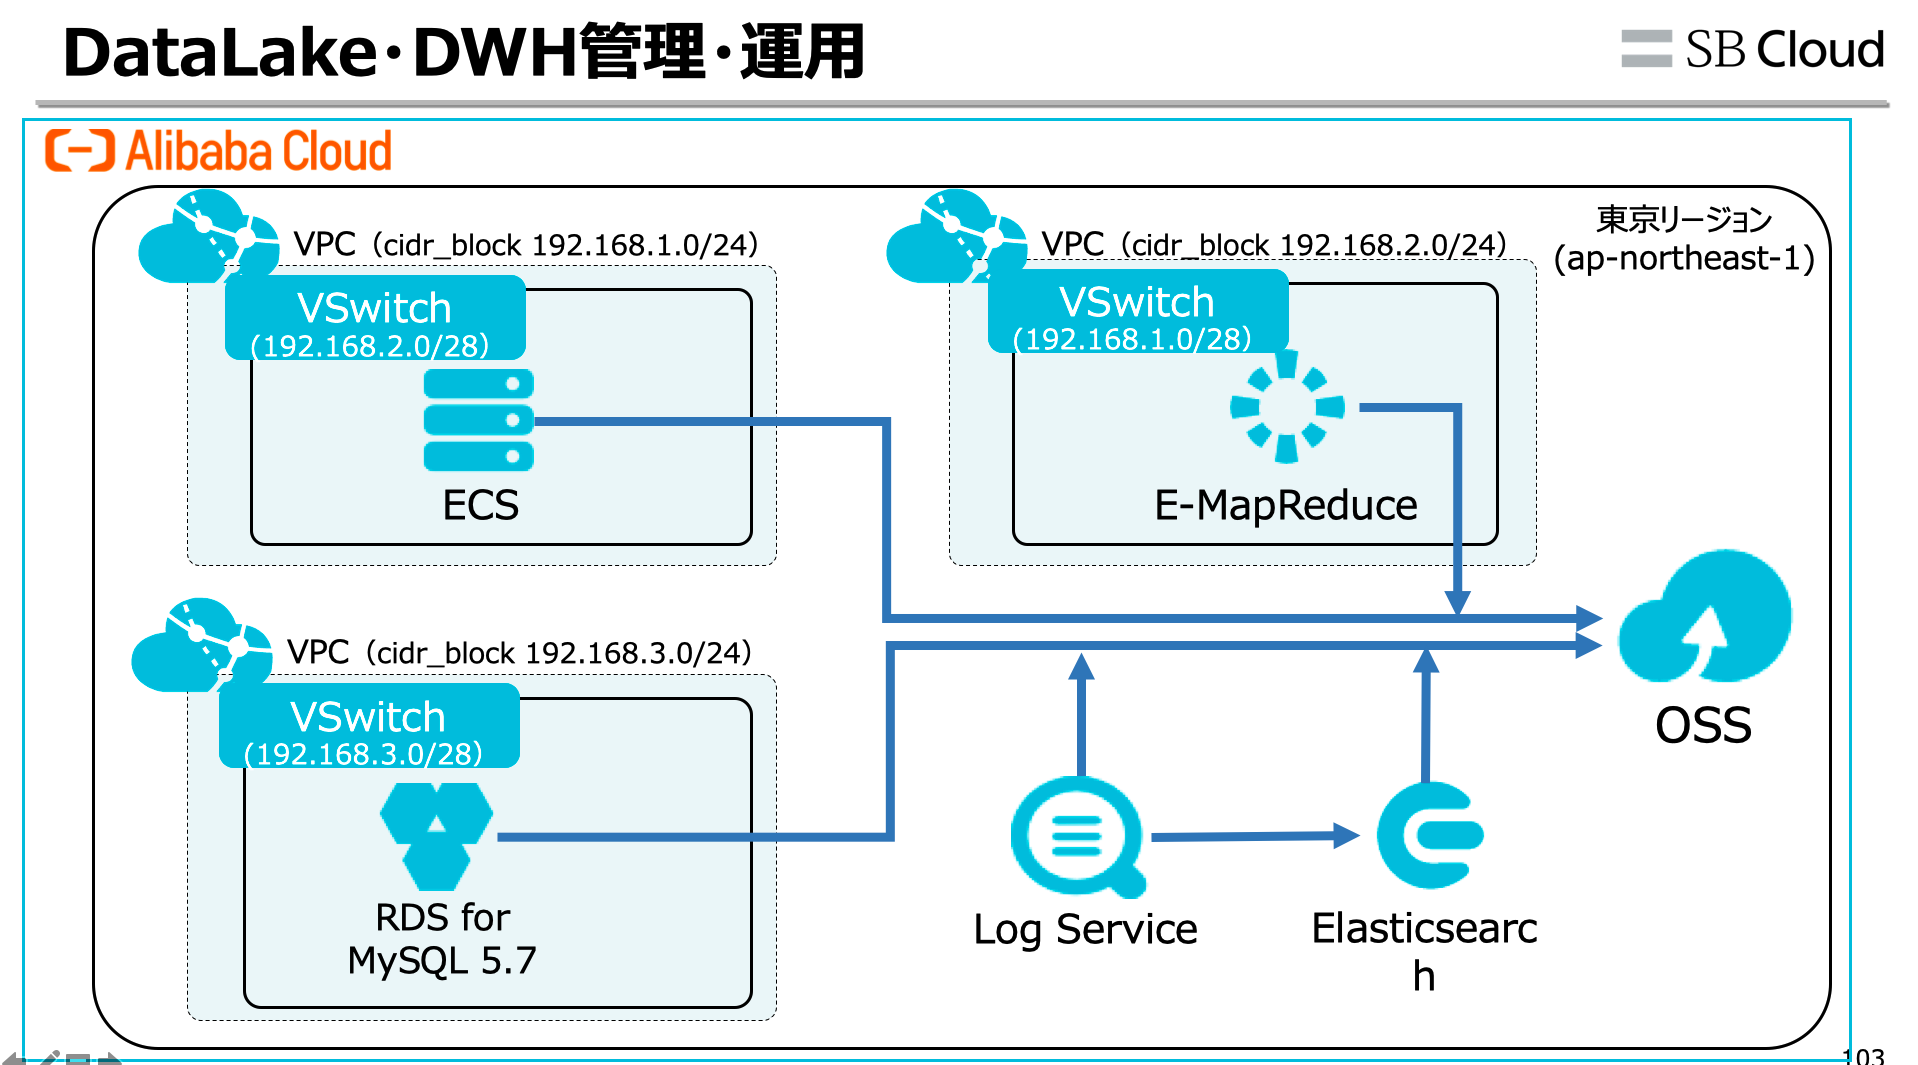 DataLake・DWH管理・運用
SB Cloud
Alibaba Cloud
VPC（cidr_block 192.168.1.0/24）
VPC（cidr_block 192.168.2.0/24）
東京リージョン
(ap-northeast-1)
VSwitch
(192.168.2.0/28）
VSwitch
(192.168.1.0/28）
ECS
E-MapReduce
VPC（cidr_block 192.168.3.0/24）
VSwitch
(192.168.3.0/28）
OSS
RDS for
MySQL 5.7
Log Service
Elasticsearc
h
103